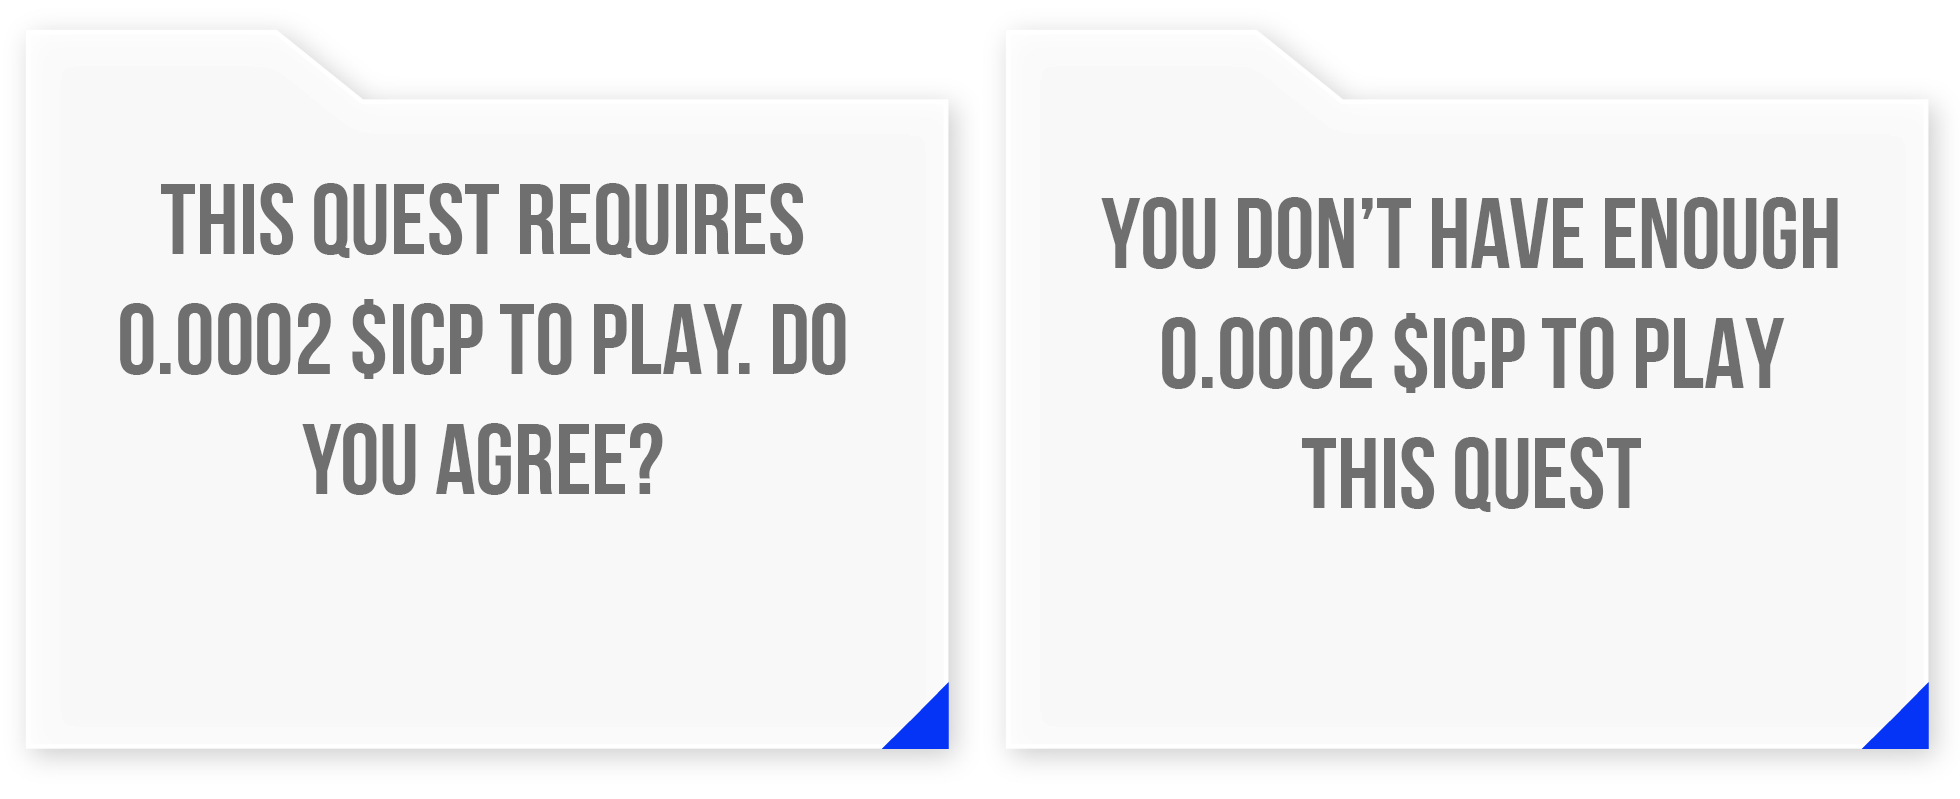 THIS QUEST REQUIRES
0.0002 $ICP TO PLAY. DO
YOU AGREE?
YOU DON’T HAVE ENOUGH
0.0002 $ICP TO PLAY
THIS QUEST